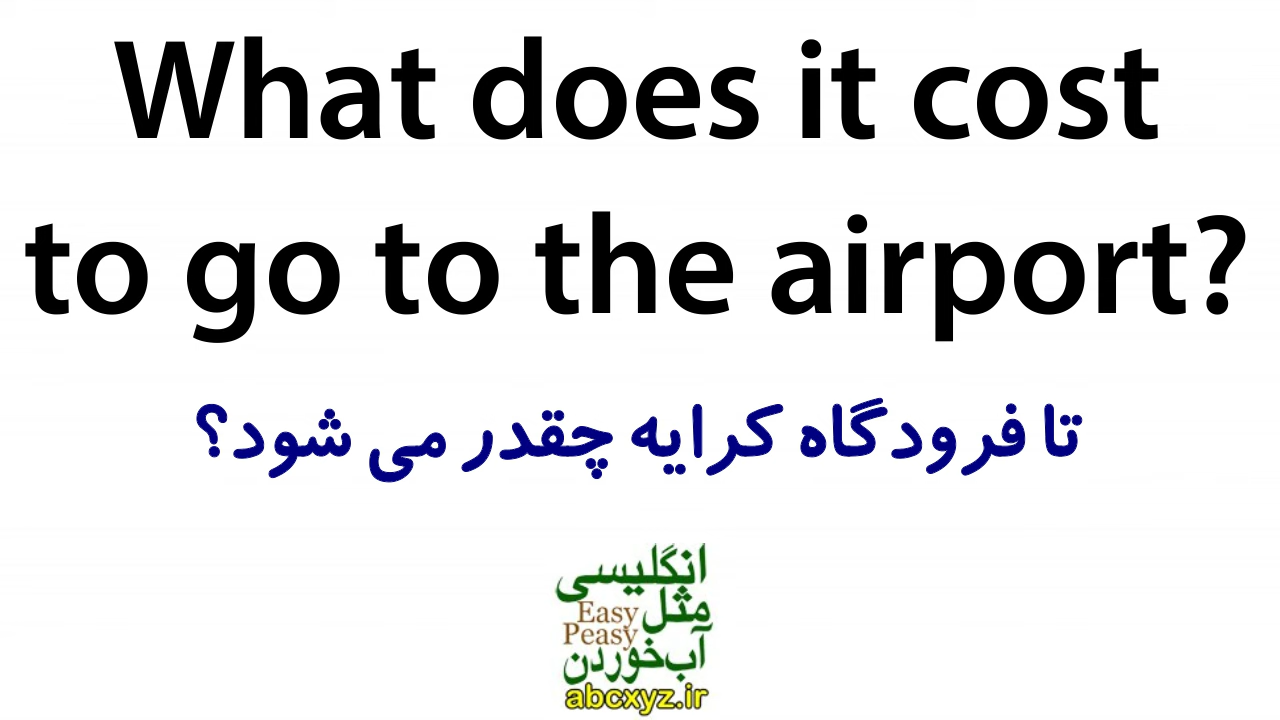 What does it cost
to go to the airport?
تا فرودگاه کرایه چقدر می شود؟
انگلیسی
مثل
Easy
Peasy
آب‌خوردن
abcxyz.ir